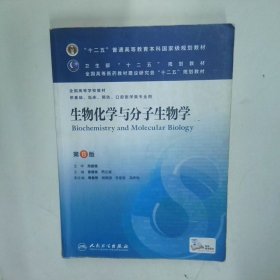 "十二五"普通高等教育本科国家级规划教材
卫生部"十二五"规划教材
全国高等医药教材建设研究会"十二五"规划教材
全国高等学校教材
供基础、临床、预防、口腔医学类专业用
生物化学与分子生物学
Biochemistry and Molecular Biology
第8版
人民卫生出版社